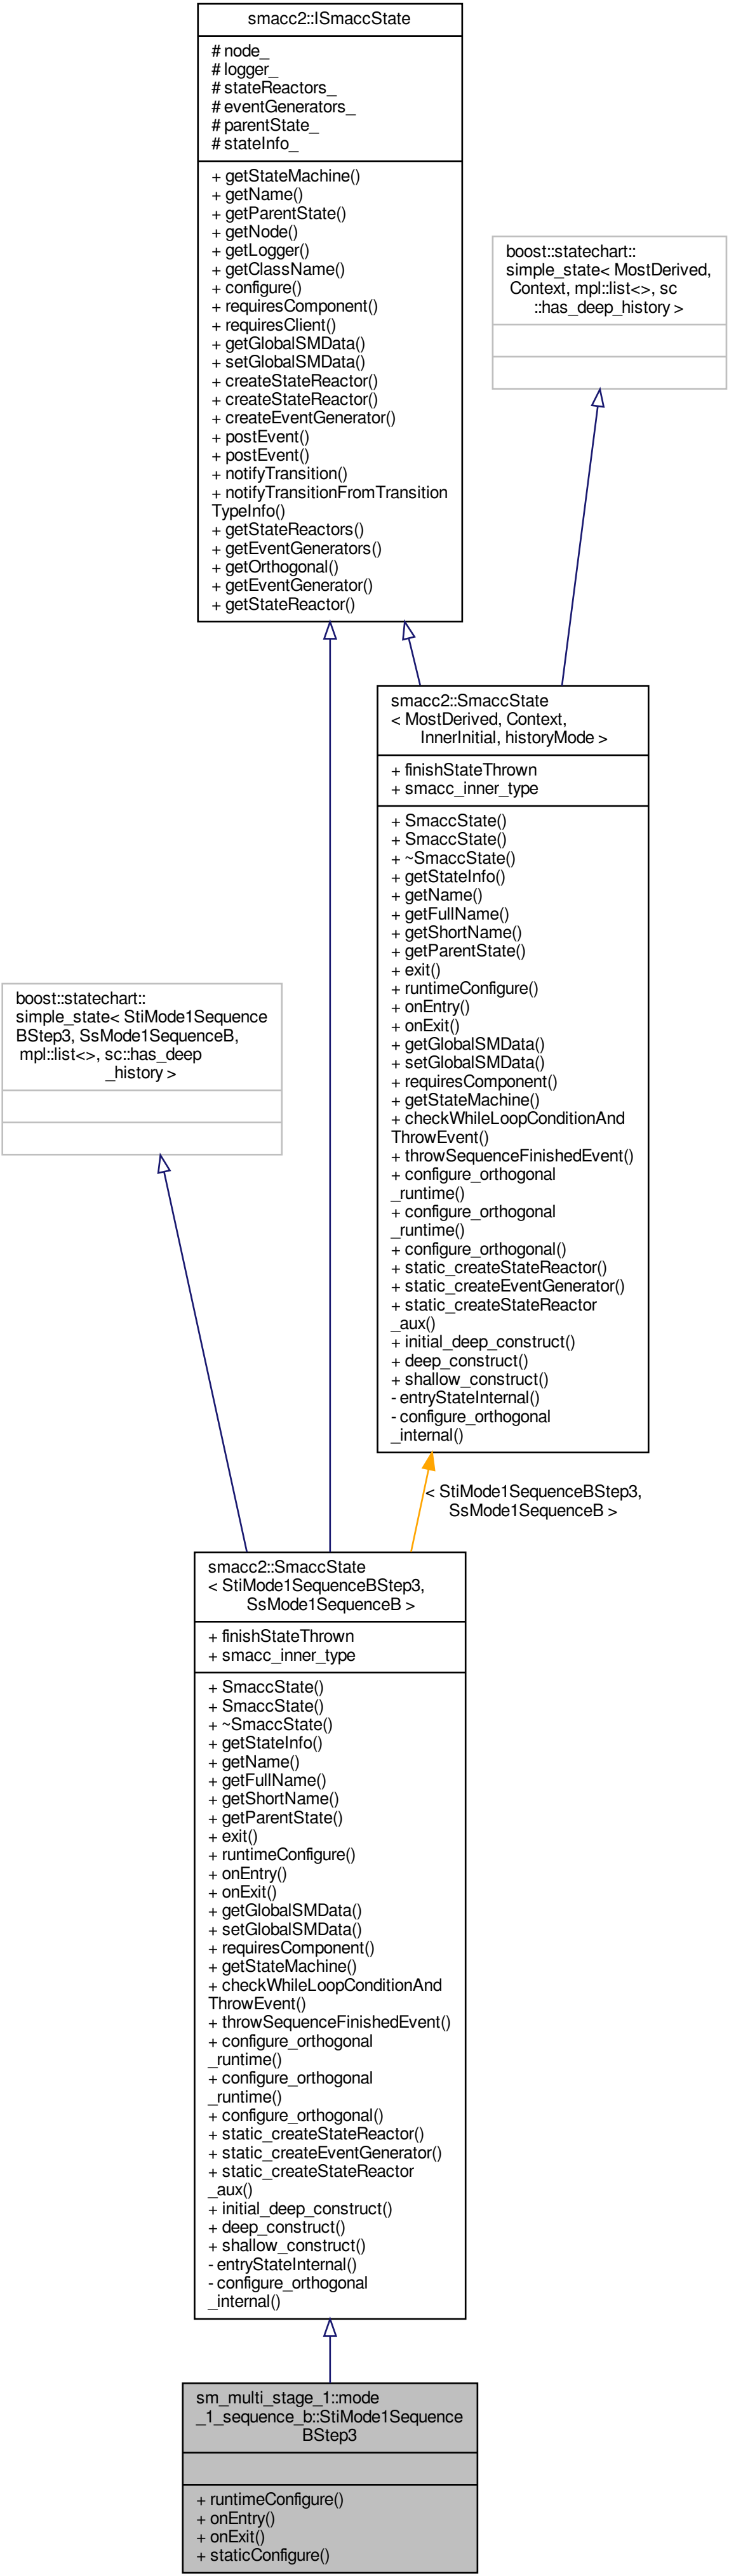 smacc2::ISmaccState
# node_
# logger_
# stateReactors_
# eventGenerators_
# parentState_
# stateInfo_
+ getStateMachine()
+ getName()
+ getParentState()
+ getNode()
+ getLogger()
+ getClassName()
+ configure()
+ requiresComponent()
+ requiresClient()
+ getGlobalSMData()
+ setGlobalSMData()
+ createStateReactor()
+ createStateReactor()
+ createEventGenerator()
+ postEvent()
+ postEvent()
+ notifyTransition()
+ notifyTransitionFromTransition
TypeInfo()
+ getStateReactors()
+ getEventGenerators()
+ getOrthogonal()
+ getEventGenerator()
+ getStateReactor()
boost::statechart::
simple_state< MostDerived,
Context, mpl::list<>, sc
::has_deep_history >
smacc2::SmaccState
< MostDerived, Context,
InnerInitial, historyMode >
+ finishStateThrown
+ smacc_inner_type
+ SmaccState()
+ SmaccState()
+ ~SmaccState()
+ getStateInfo()
+ getName()
+ getFullName()
+ getShortName()
+ getParentState()
+ exit()
+ runtimeConfigure()
+ onEntry()
+ onExit()
+ getGlobalSMData()
+ setGlobalSMData()
+ requiresComponent()
+ getStateMachine()
+ checkWhileLoopConditionAnd
ThrowEvent()
+ throwSequenceFinishedEvent()
+ configure_orthogonal
_runtime()
+ configure_orthogonal
_runtime()
+ configure_orthogonal()
+ static_createStateReactor()
+ static_createEventGenerator()
+ static_createStateReactor
_aux()
+ initial_deep_construct()
+ deep_construct()
+ shallow_construct()
- entryStateInternal()
- configure_orthogonal
_internal()
boost::statechart::
simple_state< StiMode1Sequence
BStep3, SsMode1SequenceB,
mpl::list<>, sc::has_deep
_history >
< StiMode1SequenceBStep3,
SsMode1SequenceB >
smacc2::SmaccState
< StiMode1SequenceBStep3,
SsMode1SequenceB >
+ finishStateThrown
+ smacc_inner_type
+ SmaccState()
+ SmaccState()
+ ~SmaccState()
+ getStateInfo()
+ getName()
+ getFullName()
+ getShortName()
+ getParentState()
+ exit()
+ runtimeConfigure()
+ onEntry()
+ onExit()
+ getGlobalSMData()
+ setGlobalSMData()
+ requiresComponent()
+ getStateMachine()
+ checkWhileLoopConditionAnd
ThrowEvent()
+ throwSequenceFinishedEvent()
+ configure_orthogonal
_runtime()
+ configure_orthogonal
_runtime()
+ configure_orthogonal()
+ static_createStateReactor()
+ static_createEventGenerator()
+ static_createStateReactor
_aux()
+ initial_deep_construct()
+ deep_construct()
+ shallow_construct()
- entryStateInternal()
- configure_orthogonal
_internal()
sm_multi_stage_1::mode
_1_sequence_b::StiMode1Sequence
BStep3
+ runtimeConfigure()
+ onEntry()
+ onExit()
+ staticConfigure()